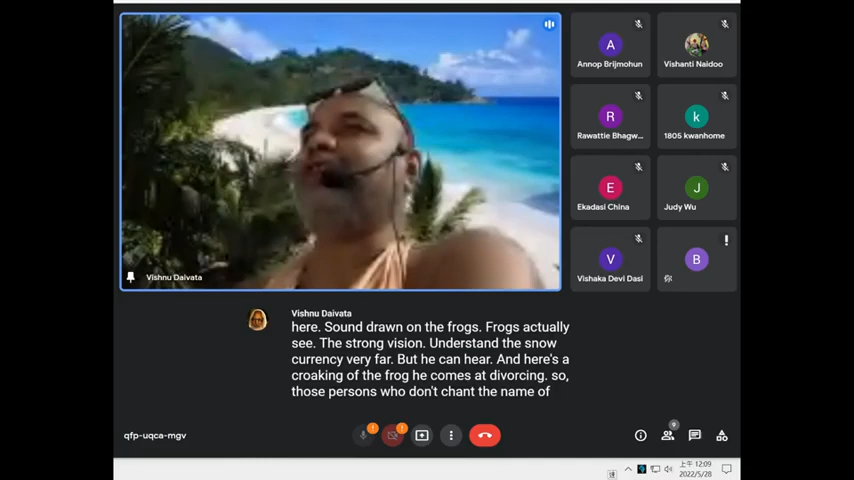 A
Annop Brijmohun
Vishanti Naidoo
R
Rawattie Bhagw...
k
1805 kwanhome
E
Ekadasi China
J
Judy Wu
V
Vishaka Devi Dasi
B
你
Vishnu Daivata
Vishnu Daivata
here. Sound drawn on the frogs. Frogs actually
see. The strong vision. Understand the snow
currency very far. But he can hear. And here's a
croaking of the frog he comes at divorcing. so,
those persons who don't chant the name of
qfp-uqca-mgv
9
上午 12:09
2022/5/28